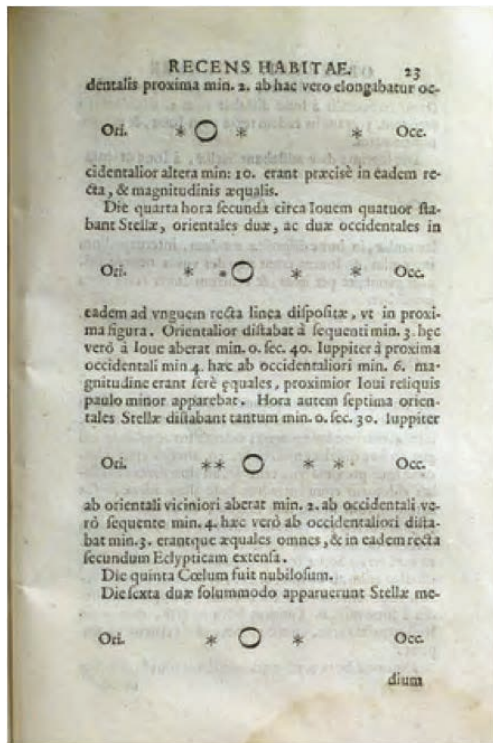 RECENS HABITAE. 23
dentalis proxima min. 2. ab hac vero elongabatur oc-
Ori. * O * * Occ.
cidentalior altera min: 10. erant præcisè in eadem re-
cta, & magnitudinis æqualis.
Die quarta hora secunda circa Iouem quatuor sta-
bant Stellæ, orientales duæ, ac duæ occidentales in
Ori. * *O * * Occ.
eadem ad vnguem recta linea dispositæ, vt in proxi-
ma figura. Orientalior distabat à sequenti min. 3. hęc
verò à Ioue aberat min. 0. sec. 40. Iuppiter à proxima
occidentali min. 4. hæc ab occidentaliori min. 6. ma-
gnitudine erant ferè ęquales, proximior Ioui reliquis
paulo minor apparebat. Hora autem septima orien-
tales Stellæ distabant tantum min. 0. sec. 30. Iuppiter
Ori. ** O * * Occ.
ab orientali viciniori aberat min. 2. ab occidentali ve-
rò sequente min. 4. hæc verò ab occidentaliori dista-
bat min. 3. erantque æquales omnes, & in eadem recta
secundum Eclypticam extensa.
Die quinta Cœlum fuit nubilosum.
Die sexta duæ solummodo apparuerunt Stellæ me-
Ori. * O * Occ.
dium